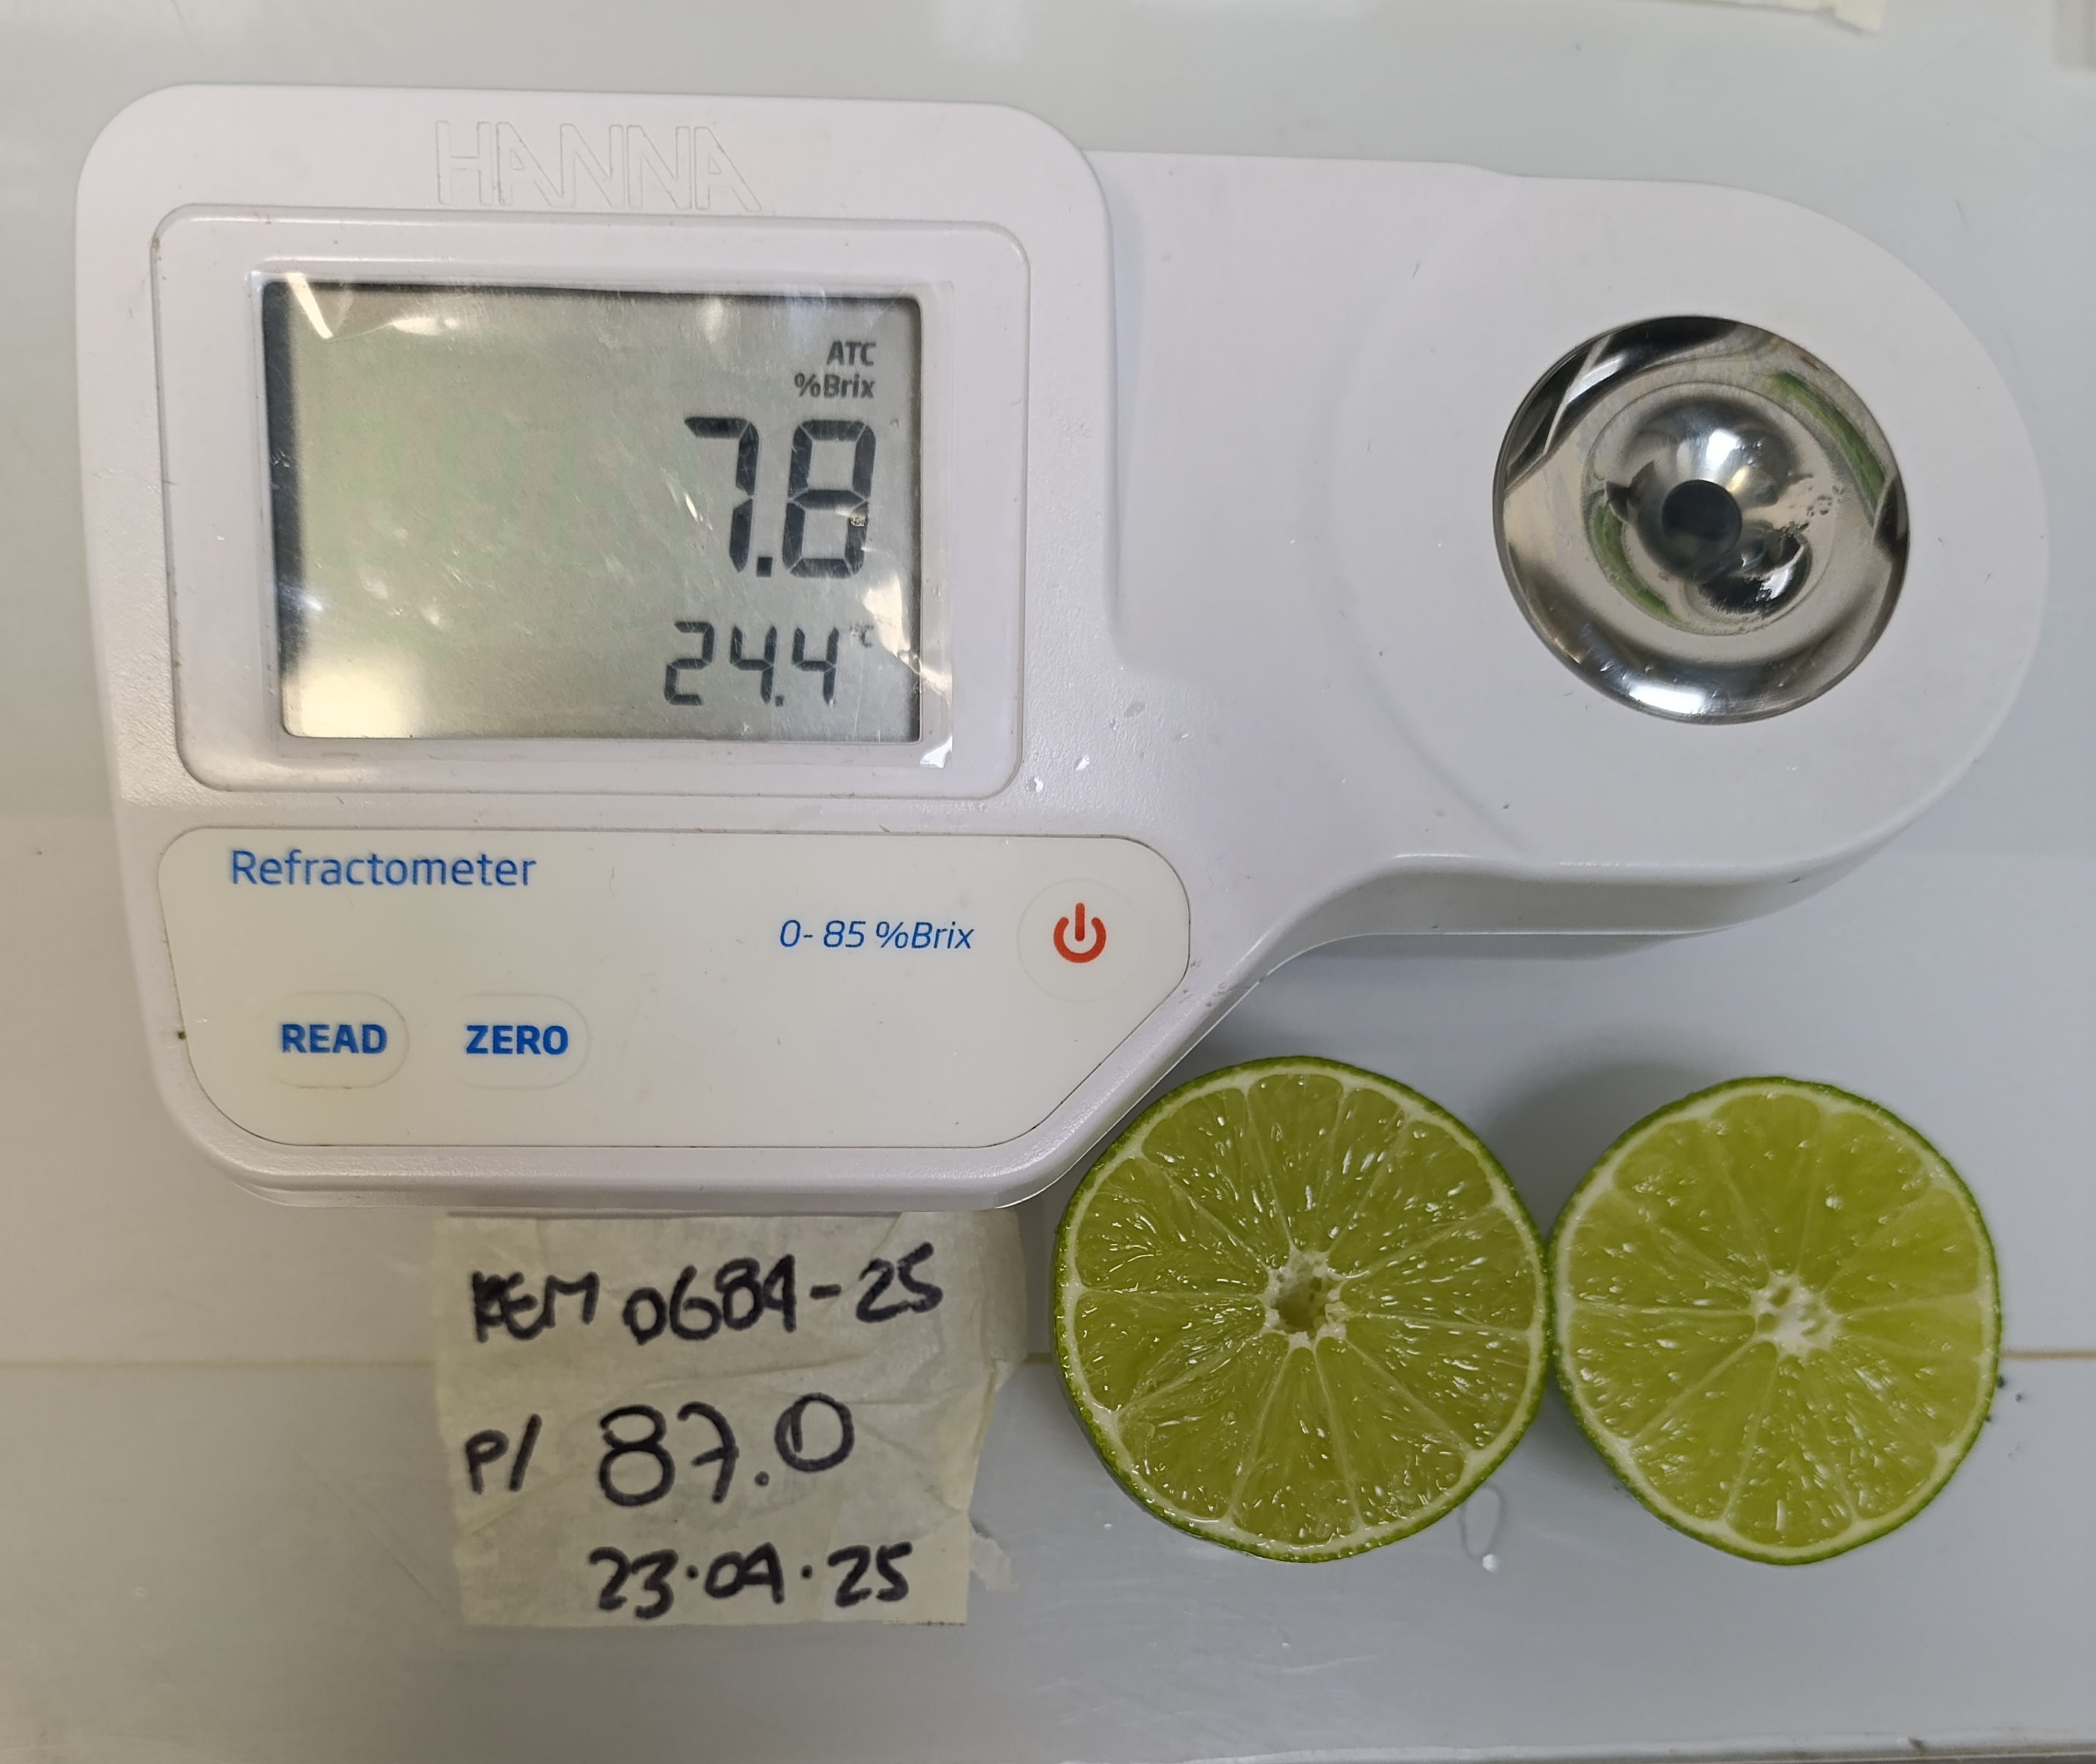 HANNA
ATC
%Brix
7.8
24.4 °C
Refractometer
0-85 %Brix
READ ZERO
KEM 0684-25
P/ 87.0
23.04.25